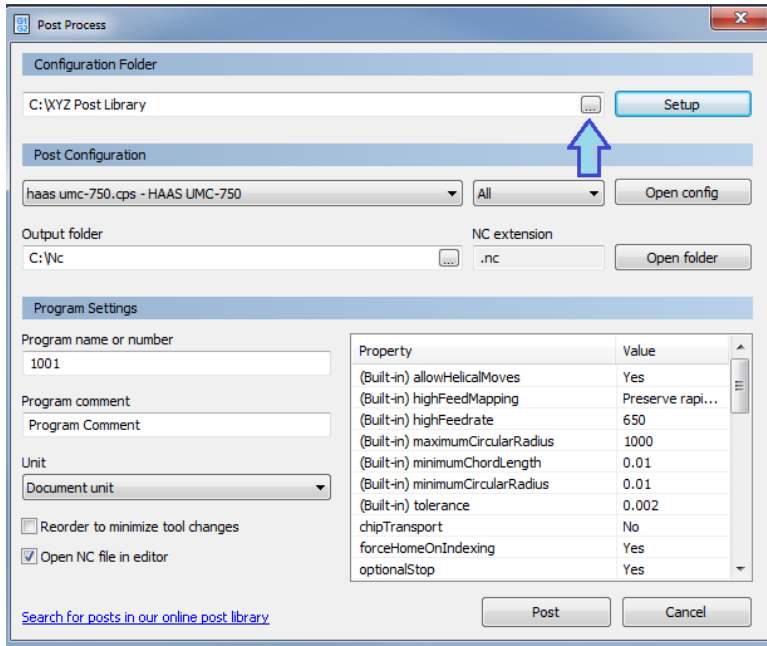 G1
G2
Post Process
Configuration Folder
C:\XYZ Post Library
...
Setup
Post Configuration
haas umc-750.cps - HAAS UMC-750
All
Open config
Output folder
NC extension
C:\Nc
...
.nc
Open folder
Program Settings
Program name or number
1001
Program comment
Program Comment
Unit
Document unit
Reorder to minimize tool changes
Open NC file in editor
Property Value
(Built-in) allowHelicalMoves Yes
(Built-in) highFeedMapping Preserve rapi...
(Built-in) highFeedrate 650
(Built-in) maximumCircularRadius 1000
(Built-in) minimumChordLength 0.01
(Built-in) minimumCircularRadius 0.01
(Built-in) tolerance 0.002
chipTransport No
forceHomeOnIndexing Yes
optionalStop Yes
Search for posts in our online post library
Post
Cancel